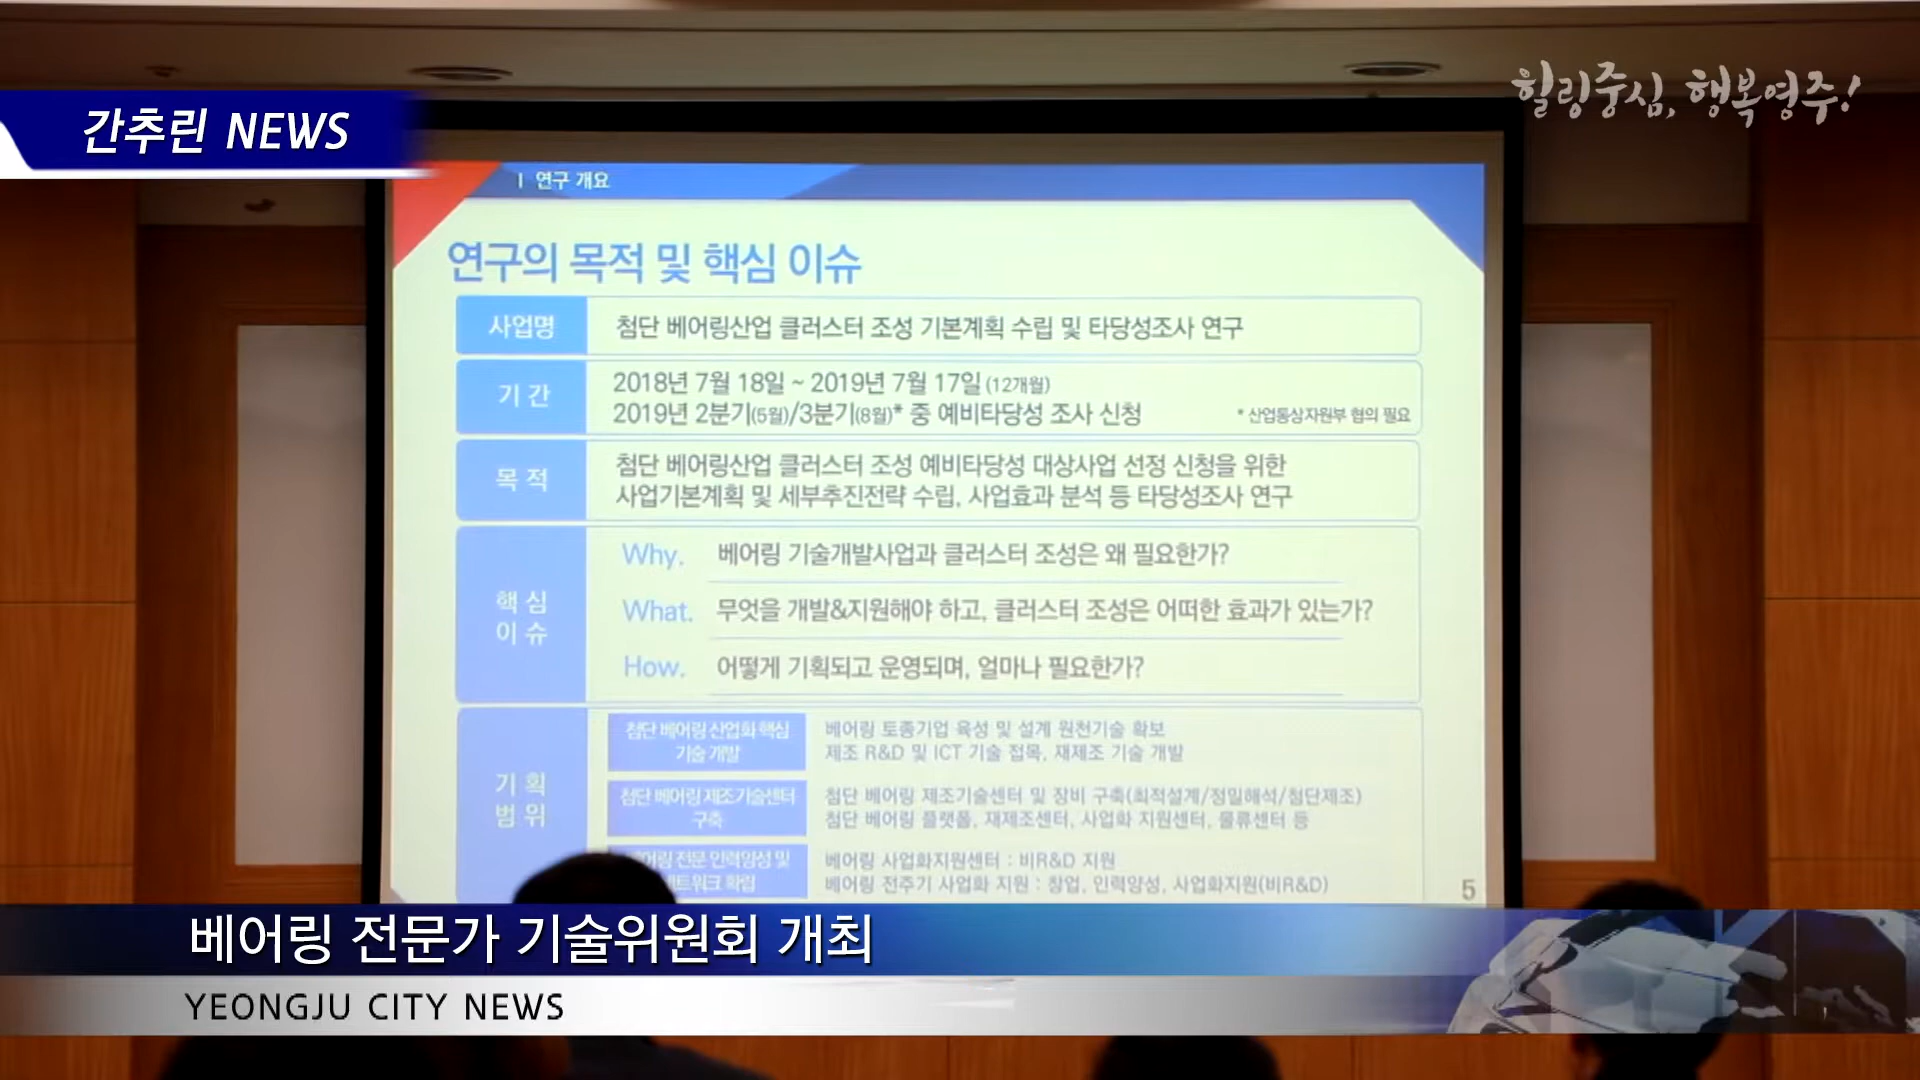 힐링중심, 행복영주!
간추린 NEWS
Ⅰ 연구 개요
연구의 목적 및 핵심 이슈
사업명
첨단 베어링산업 클러스터 조성 기본계획 수립 및 타당성조사 연구
기 간
2018년 7월 18일 ~ 2019년 7월 17일 (12개월)
2019년 2분기(5월)/3분기(8월)* 중 예비타당성 조사 신청
* 산업통상자원부 협의 필요
목 적
첨단 베어링산업 클러스터 조성 예비타당성 대상사업 선정 신청을 위한
사업기본계획 및 세부추진전략 수립, 사업효과 분석 등 타당성조사 연구
핵 심
이 슈
Why. 베어링 기술개발사업과 클러스터 조성은 왜 필요한가?
What. 무엇을 개발&지원해야 하고, 클러스터 조성은 어떠한 효과가 있는가?
How. 어떻게 기획되고 운영되며, 얼마나 필요한가?
기 획
범 위
첨단 베어링 산업화 핵심
기술 개발
베어링 토종기업 육성 및 설계 원천기술 확보
제조 R&D 및 ICT 기술 접목, 재제조 기술 개발
첨단 베어링 제조기술센터
구축
첨단 베어링 제조기술센터 및 장비 구축(최적설계/정밀해석/첨단제조)
첨단 베어링 플랫폼, 재제조센터, 사업화 지원센터, 물류센터 등
전문 인력양성 및
확립
베어링 사업화지원센터 : 비R&D 지원
베어링 전주기 사업화 지원 : 창업, 인력양성, 사업화지원(비R&D)
5
베어링 전문가 기술위원회 개최
YEONGJU CITY NEWS